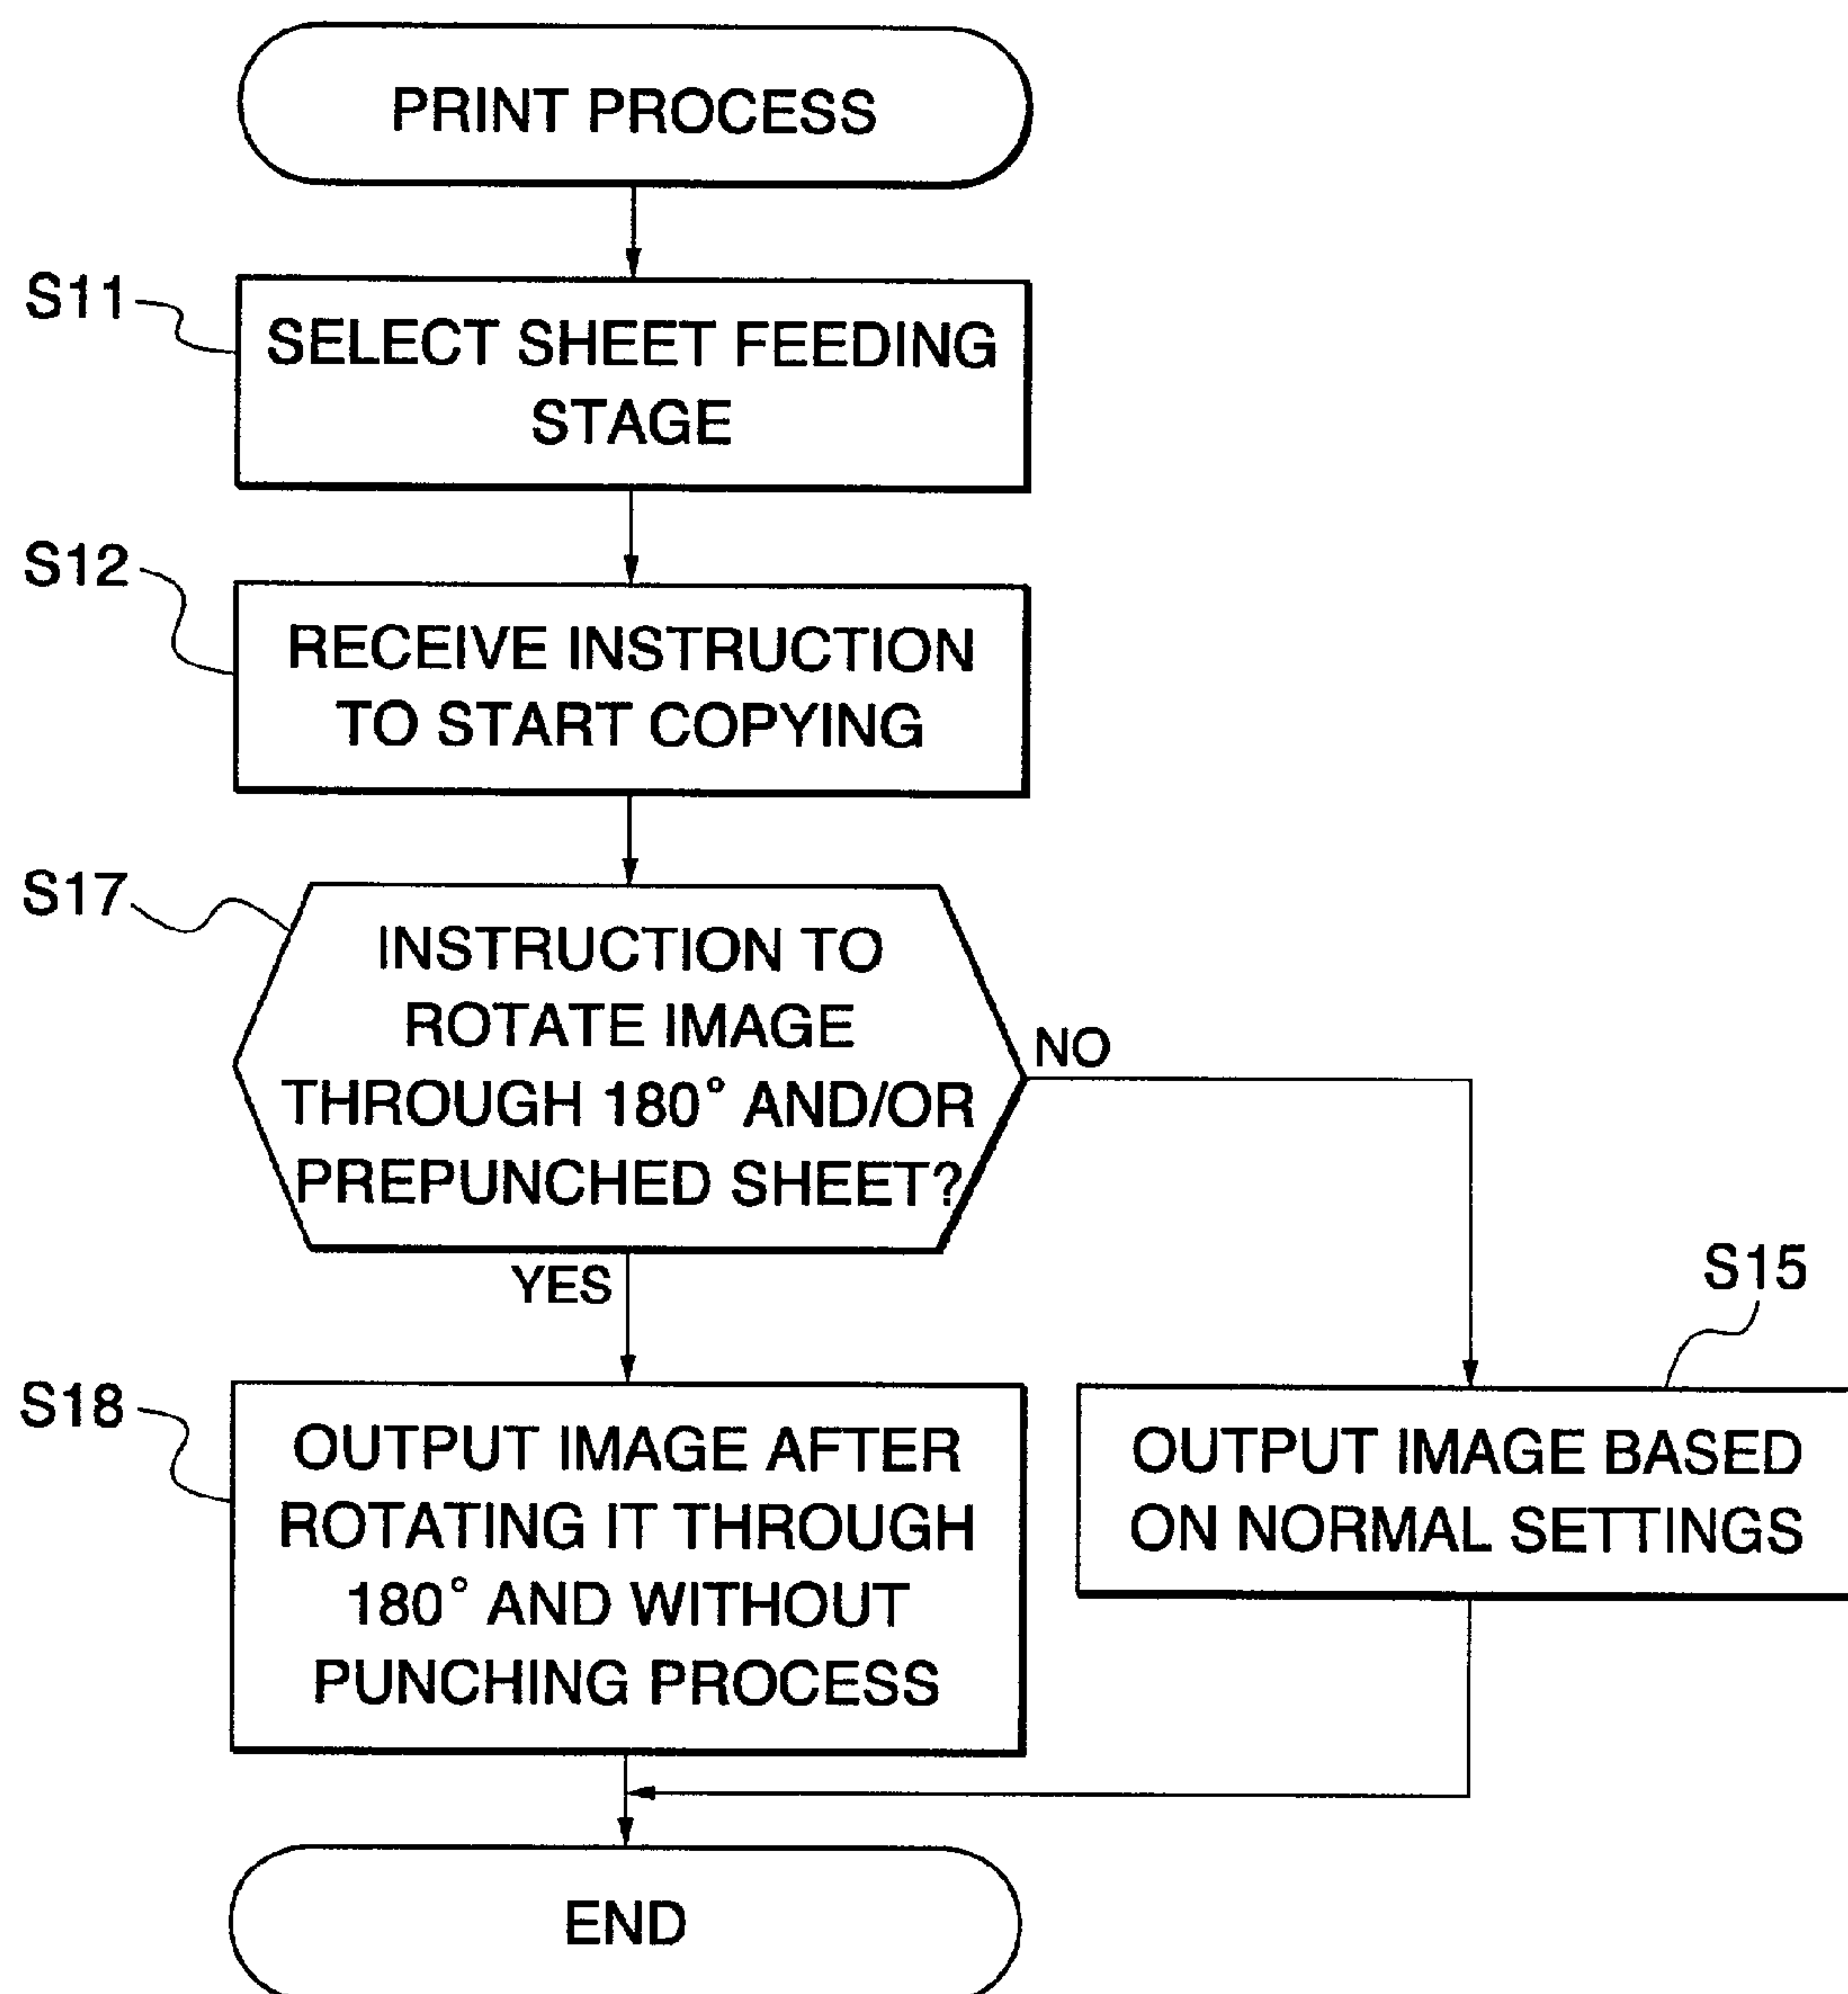 PRINT PROCESS
S11
SELECT SHEET FEEDING
STAGE
S12
RECEIVE INSTRUCTION
TO START COPYING
S17
INSTRUCTION TO
ROTATE IMAGE
THROUGH 180° AND/OR
PREPUNCHED SHEET?
NO
YES
S18
OUTPUT IMAGE AFTER
ROTATING IT THROUGH
180° AND WITHOUT
PUNCHING PROCESS
S15
OUTPUT IMAGE BASED
ON NORMAL SETTINGS
END